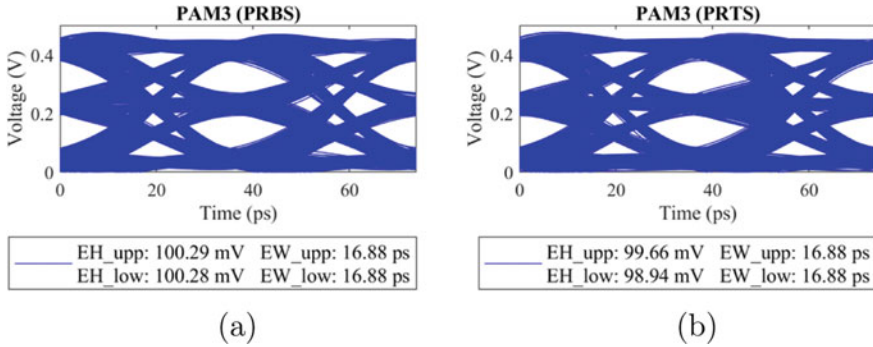 PAM3 (PRBS)
0.4
0.2
0
Voltage (V)
0
20
40
60
Time (ps)
EH_upp: 100.29 mV EW_upp: 16.88 ps
EH_low: 100.28 mV EW_low: 16.88 ps
(a)
PAM3 (PRTS)
0.4
0.2
0
Voltage (V)
0
20
40
60
Time (ps)
EH_upp: 99.66 mV EW_upp: 16.88 ps
EH_low: 98.94 mV EW_low: 16.88 ps
(b)